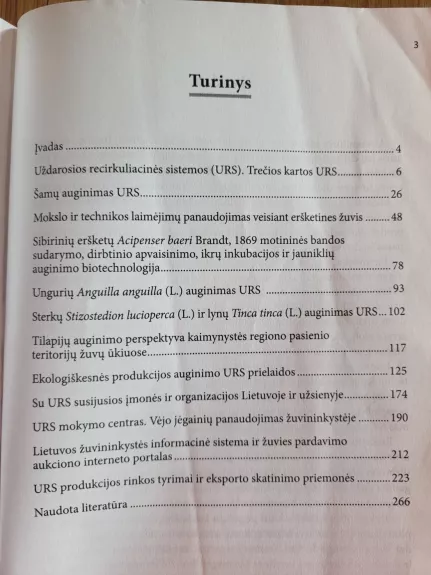 3
Turinys
Įvadas ........................................ 4
Uždarosios recirkuliacinės sistemos (URS). Trečios kartos URS.................. 6
Šamų auginimas URS........................................ 26
Mokslo ir technikos laimėjimų panaudojimas veisiant eršketines žuvis ........ 48
Sibirinių eršketų Acipenser baeri Brandt, 1869 motininės bandos
sudarymo, dirbtinio apvaisinimo, ikrų inkubacijos ir jauniklių
auginimo biotechnologija........................................ 78
Ungurių Anguilla anguilla (L.) auginimas URS ........................................ 93
Sterkų Stizostedion lucioperca (L.) ir lynų Tinca tinca (L.) auginimas URS... 102
Tilapijų auginimo perspektyva kaimynystės regiono pasienio
teritorijų žuvų ūkiuose........................................ 117
Ekologiškesnės produkcijos auginimo URS prielaidos........................................ 125
Su URS susijusios įmonės ir organizacijos Lietuvoje ir užsienyje................ 174
URS mokymo centras. Vėjo jėgainių panaudojimas žuvininkystėje ........... 190
Lietuvos žuvininkystės informacinė sistema ir žuvies pardavimo
aukciono interneto portalas ........................................ 212
URS produkcijos rinkos tyrimai ir eksporto skatinimo priemonės ............ 223
Naudota literatūra ........................................ 266